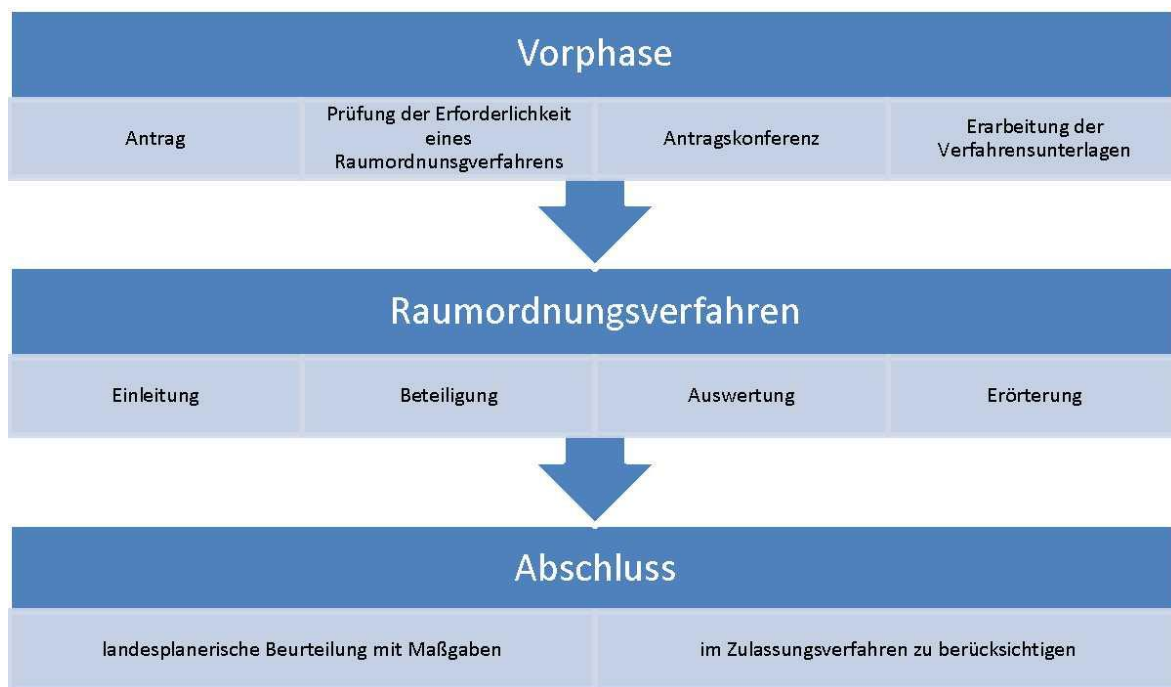 Vorphase
Antrag
Prüfung der Erforderlichkeit
eines
Raumordnunsgverfahrens
Antragskonferenz
Erarbeitung der
Verfahrensunterlagen
Raumordnungsverfahren
Einleitung
Beteiligung
Auswertung
Erörterung
Abschluss
landesplanerische Beurteilung mit Maßgaben
im Zulassungsverfahren zu berücksichtigen